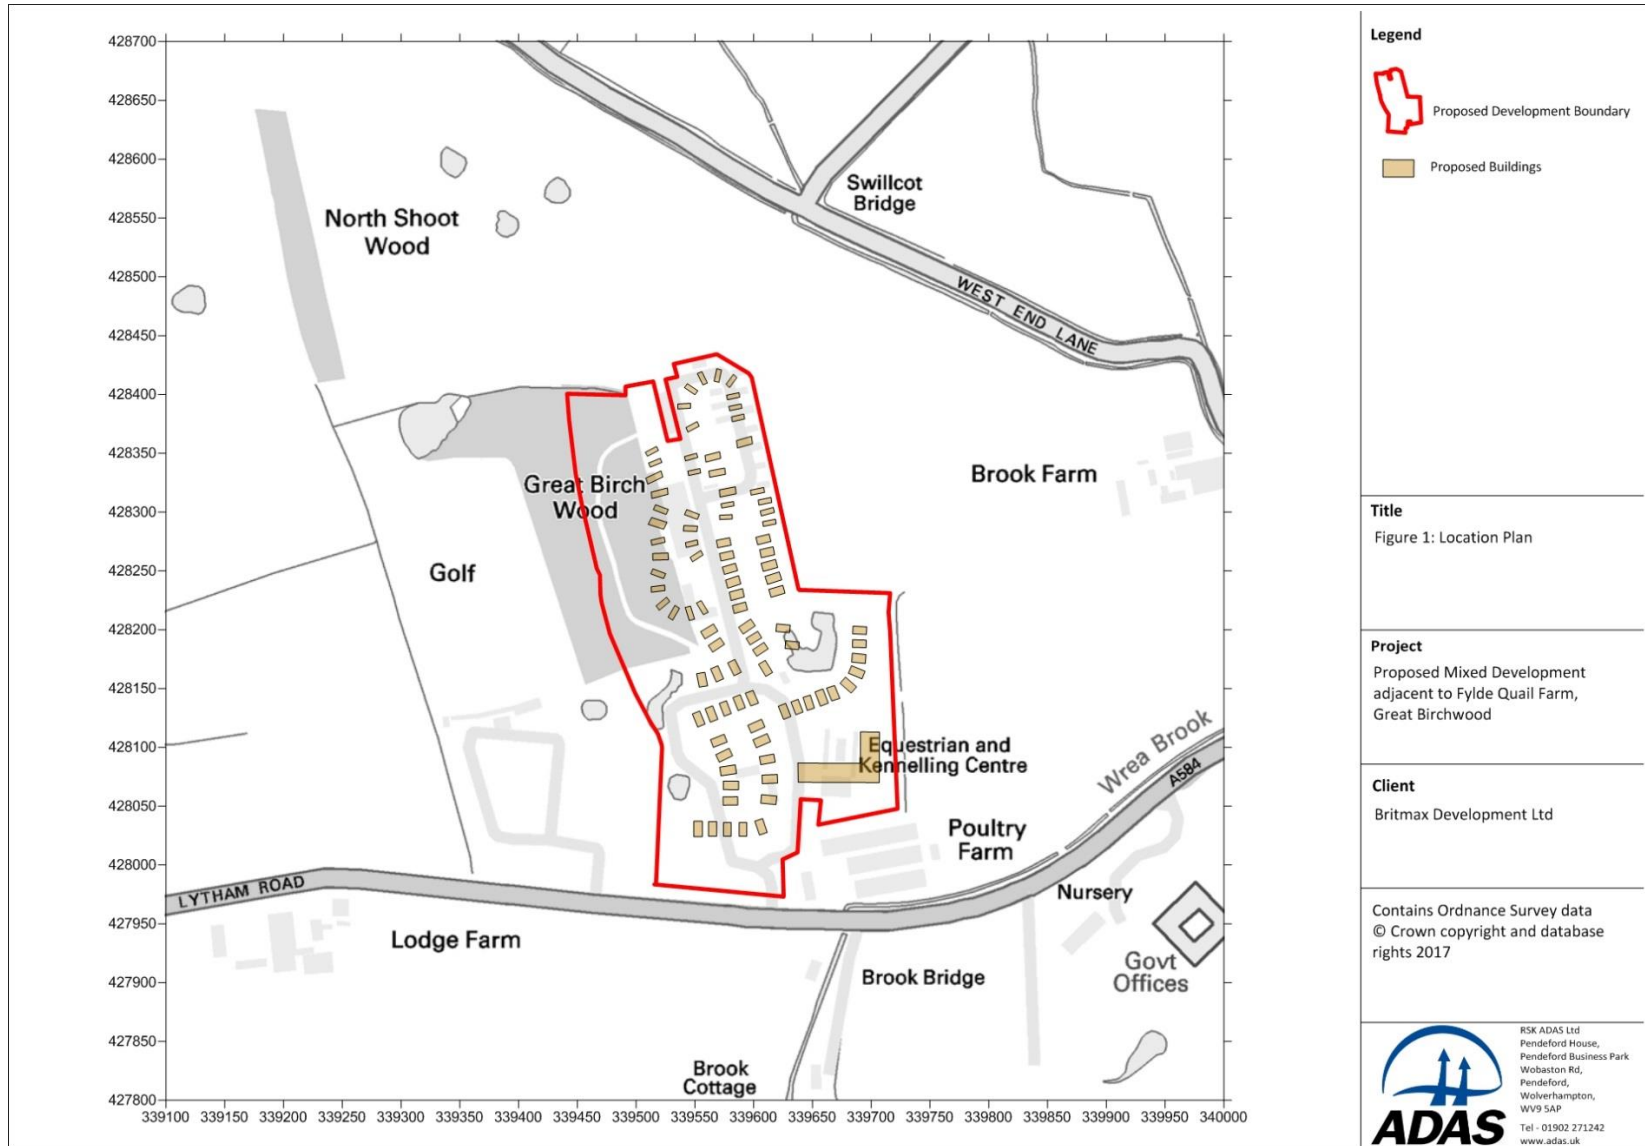 428700
428650
428600
428550
428500
428450
428400
428350
428300
428250
428200
428150
428100
428050
428000
427950
427900
427850
427800
339100 339150 339200 339250 339300 339350 339400 339450 339500 339550 339600 339650 339700 339750 339800 339850 339900 339950 340000
North Shoot
Wood
Swillcot
Bridge
WEST END LANE
Great Birch
Wood
Brook Farm
Golf
Equestrian and
Kennelling Centre
Wrea Brook
A584
Poultry
Farm
Nursery
LYTHAM ROAD
Lodge Farm
Brook Bridge
Govt
Offices
Brook
Cottage
Legend
Proposed Development Boundary
Proposed Buildings
Title
Figure 1: Location Plan
Project
Proposed Mixed Development
adjacent to Fylde Quail Farm,
Great Birchwood
Client
Britmax Development Ltd
Contains Ordnance Survey data
© Crown copyright and database
rights 2017
ADAS
RSK ADAS Ltd
Pendeford House,
Pendeford Business Park
Wobaston Rd,
Pendeford,
Wolverhampton,
WV9 5AP
Tel - 01902 271242
www.adas.uk